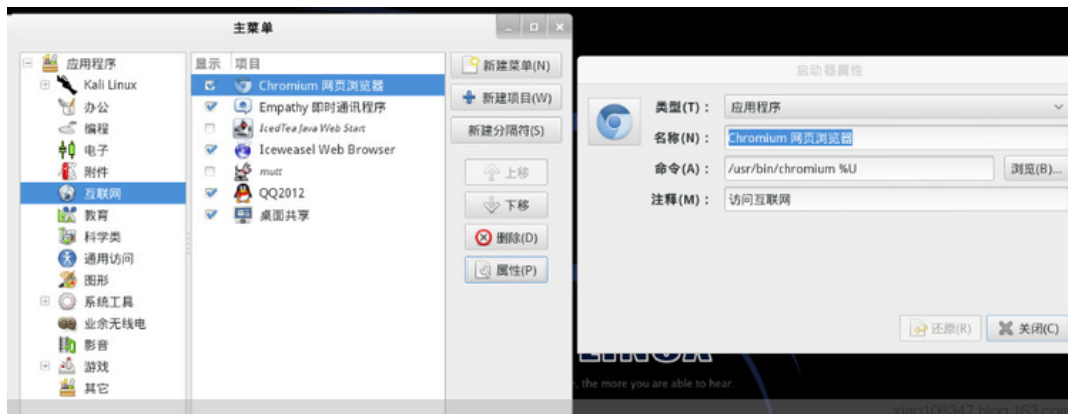 主菜单
应用程序
Kali Linux
办公
编程
电子
附件
互联网
教育
科学类
通用访问
图形
系统工具
业余无线电
影音
游戏
其它
显示 项目
Chromium 网页浏览器
Empathy 即时通讯程序
IcedTea Java Web Start
Iceweasel Web Browser
mutt
QQ2012
桌面共享
新建菜单(N)
新建项目(W)
新建分隔符(S)
上移
下移
删除(D)
属性(P)
启动器属性
类型(T): 应用程序
名称(N): Chromium 网页浏览器
命令(A): /usr/bin/chromium %U 浏览(B)...
注释(M): 访问互联网
还原(R) 关闭(C)
, the more you are able to hear.